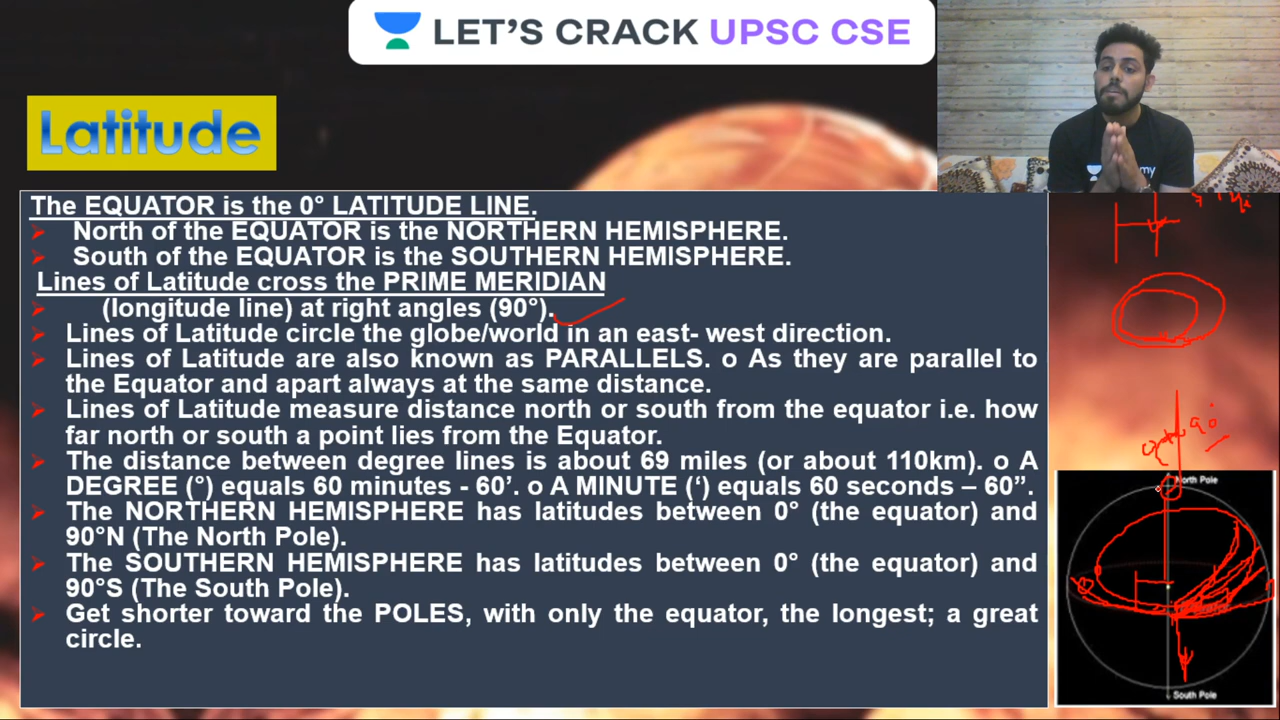 LET'S CRACK UPSC CSE
Latitude
The EQUATOR is the 0° LATITUDE LINE.
North of the EQUATOR is the NORTHERN HEMISPHERE.
South of the EQUATOR is the SOUTHERN HEMISPHERE.
Lines of Latitude cross the PRIME MERIDIAN
(longitude line) at right angles (90°).
Lines of Latitude circle the globe/world in an east- west direction.
Lines of Latitude are also known as PARALLELS. o As they are parallel to
the Equator and apart always at the same distance.
Lines of Latitude measure distance north or south from the equator i.e. how
far north or south a point lies from the Equator.
The distance between degree lines is about 69 miles (or about 110km). o A
DEGREE (°) equals 60 minutes - 60’. o A MINUTE (‘) equals 60 seconds – 60”.
The NORTHERN HEMISPHERE has latitudes between 0° (the equator) and
90°N (The North Pole).
The SOUTHERN HEMISPHERE has latitudes between 0° (the equator) and
90°S (The South Pole).
Get shorter toward the POLES, with only the equator, the longest; a great
circle.
90°
North Pole
South Pole